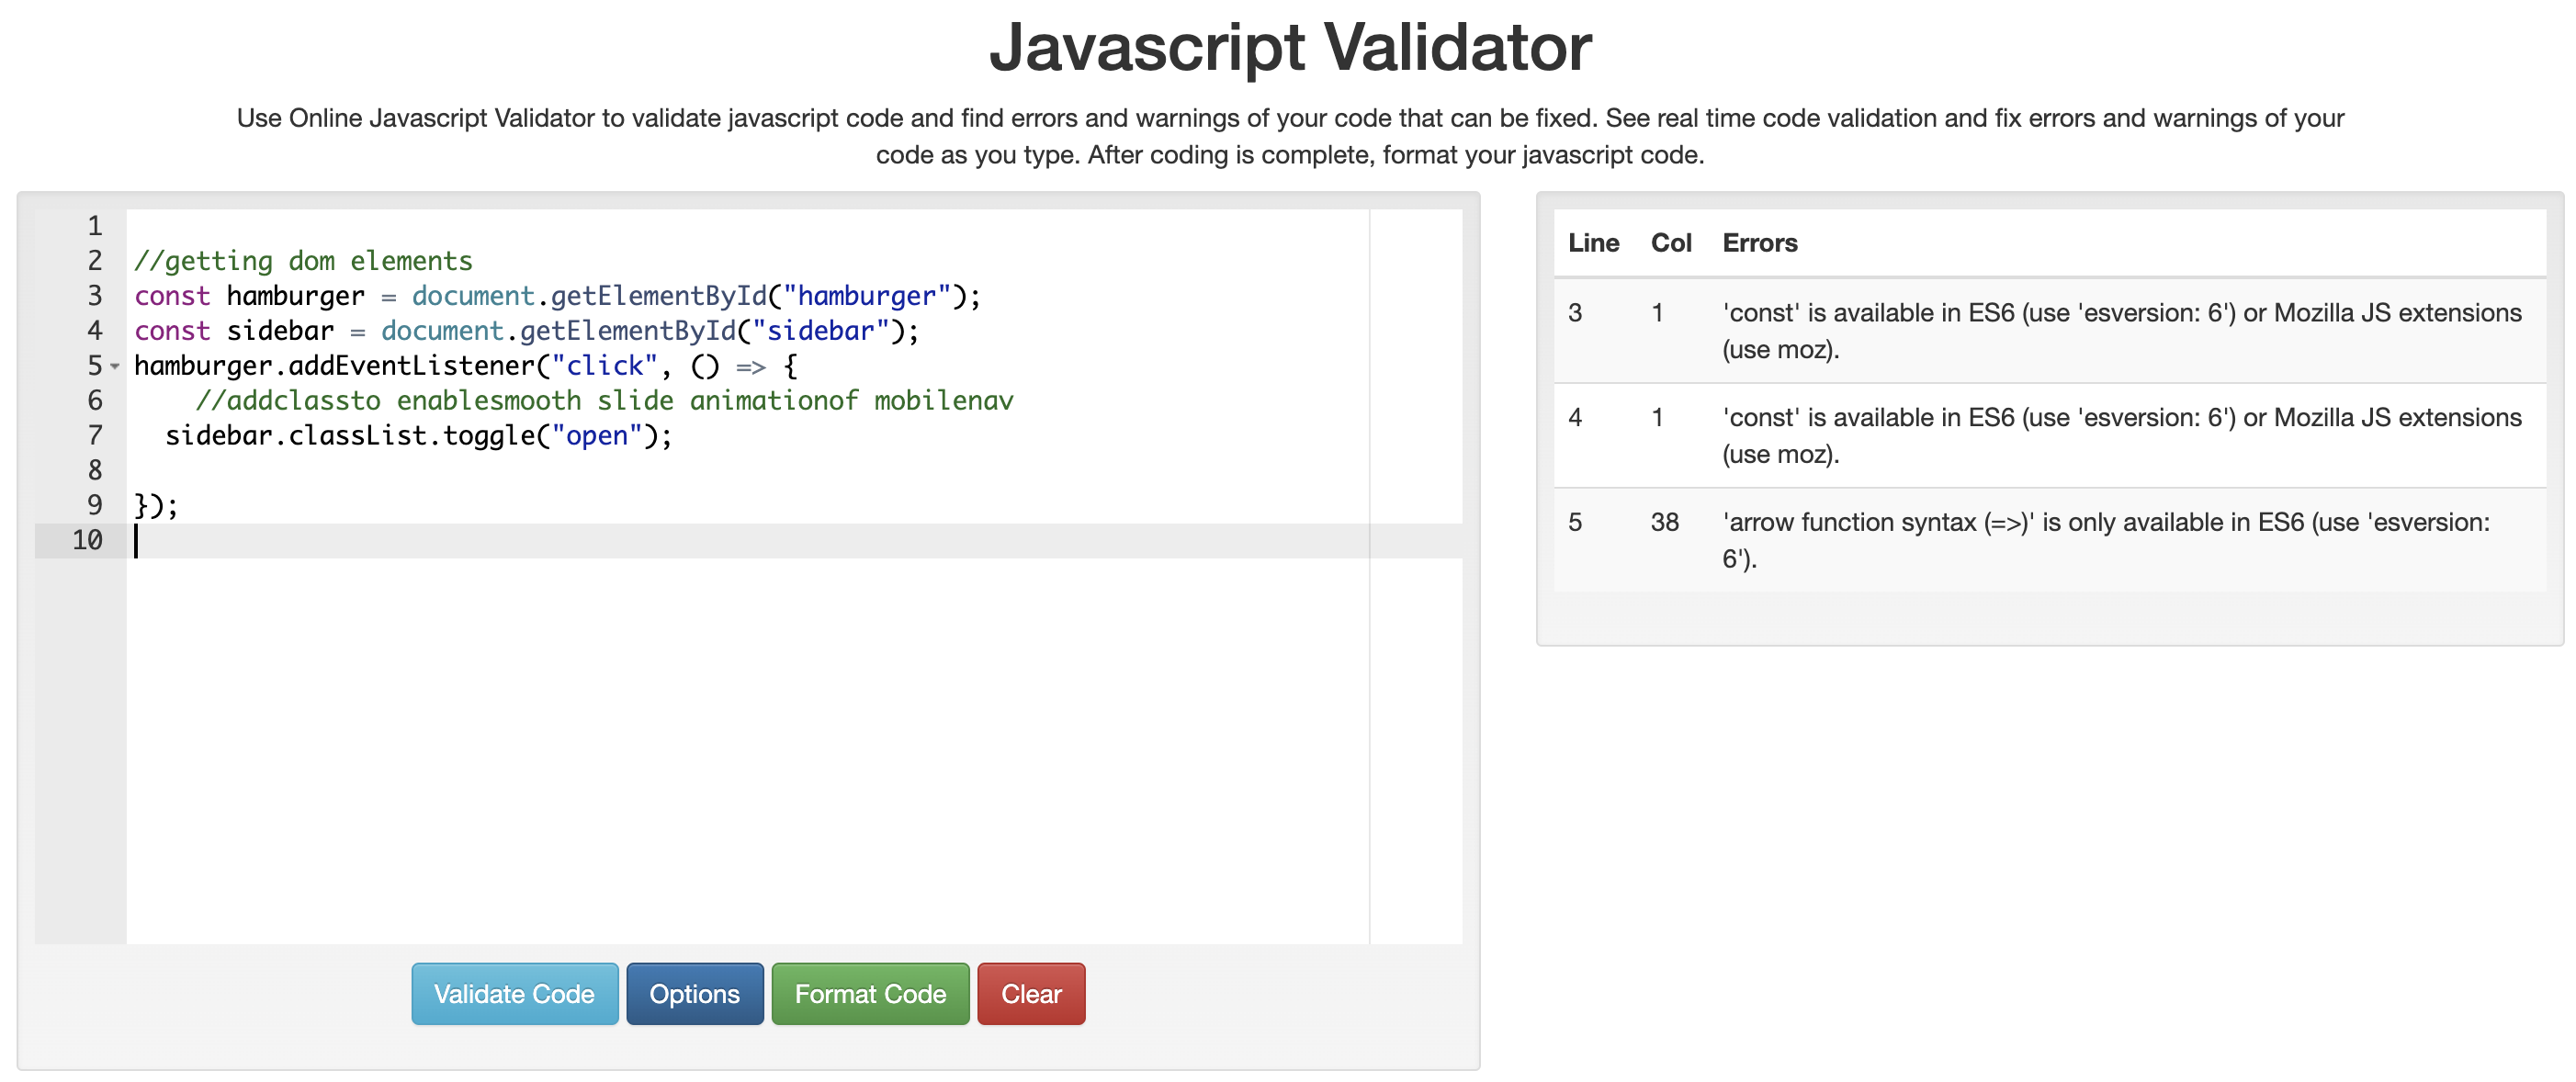 Javascript Validator
Use Online Javascript Validator to validate javascript code and find errors and warnings of your code that can be fixed. See real time code validation and fix errors and warnings of your
code as you type. After coding is complete, format your javascript code.
1
2 //getting dom elements
3 const hamburger = document.getElementById("hamburger");
4 const sidebar = document.getElementById("sidebar");
5 hamburger.addEventListener("click", () => {
6     //addclassto enablesmooth slide animationof mobilenav
7   sidebar.classList.toggle("open");
8
9 });
10
Validate Code Options Format Code Clear
Line Col Errors
3 1 'const' is available in ES6 (use 'esversion: 6') or Mozilla JS extensions
(use moz).
4 1 'const' is available in ES6 (use 'esversion: 6') or Mozilla JS extensions
(use moz).
5 38 'arrow function syntax (=>)' is only available in ES6 (use 'esversion:
6').